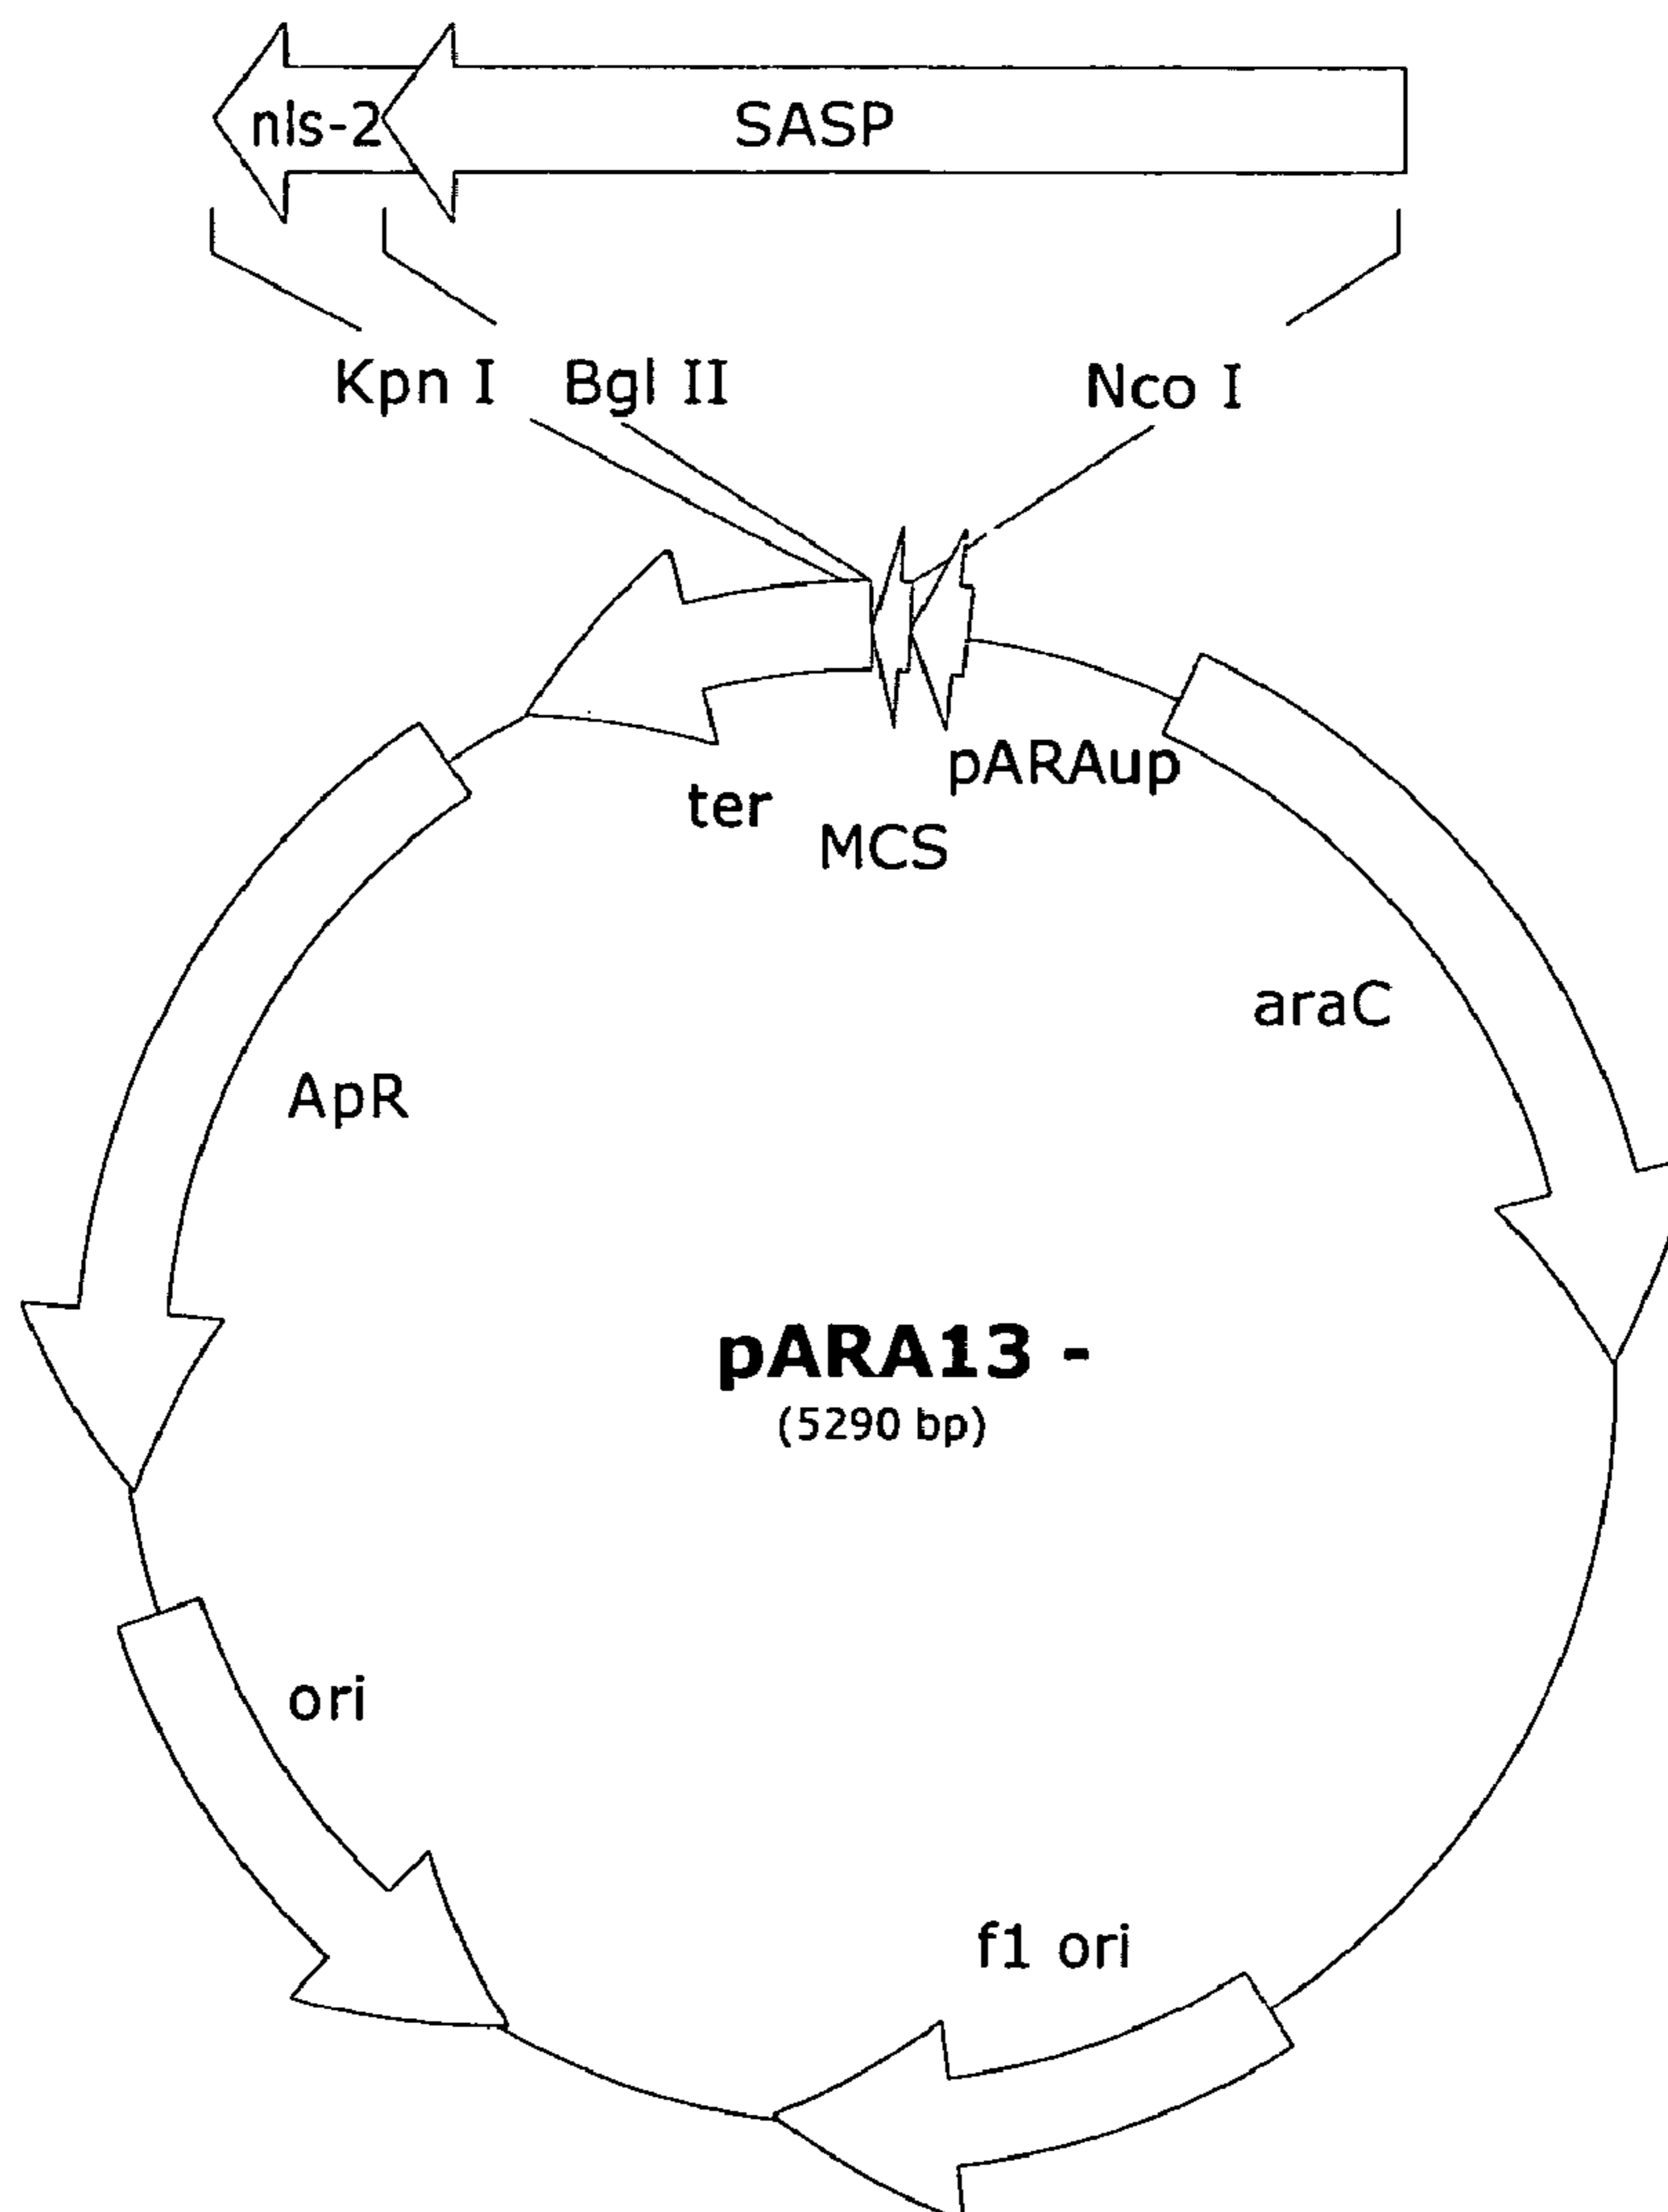 nls-2 SASP
Kpn I Bgl II Nco I
pARAup
ter
MCS
araC
ApR
pARA13 -
(5290 bp)
ori
f1 ori